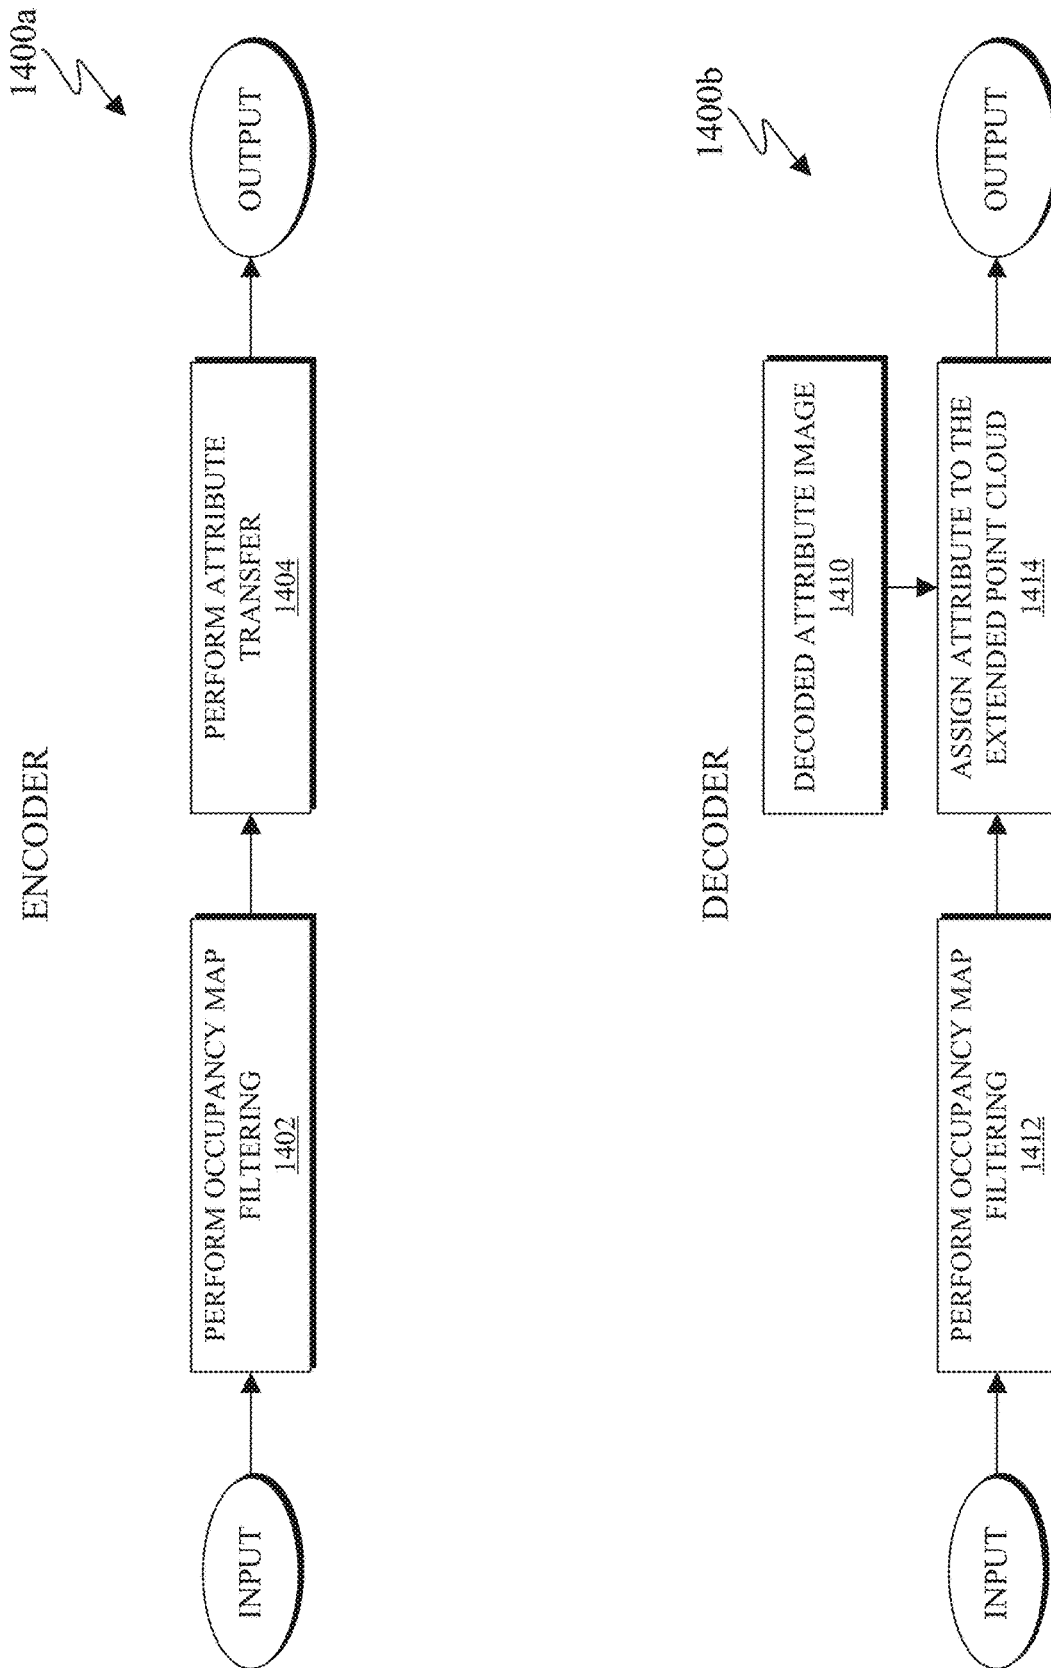 1400a
ENCODER
INPUT
PERFORM OCCUPANCY MAP
FILTERING
1402
PERFORM ATTRIBUTE
TRANSFER
1404
OUTPUT
1400b
DECODER
DECODED ATTRIBUTE IMAGE
1410
INPUT
PERFORM OCCUPANCY MAP
FILTERING
1412
ASSIGN ATTRIBUTE TO THE
EXTENDED POINT CLOUD
1414
OUTPUT